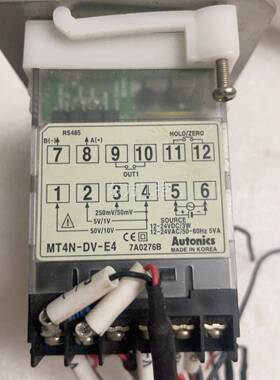 RS485
B(-) A(+) HOLD/ZERO
7 8 9 10 11 12
OUT1
1 2 3 4 5 6
250mV/50mV
5V/1V
50V/10V
SOURCE
12-24VDC/3W
12-24VAC/50-60Hz 5VA
MT4N-DV-E4 7A0276B Autonics
MADE IN KOREA